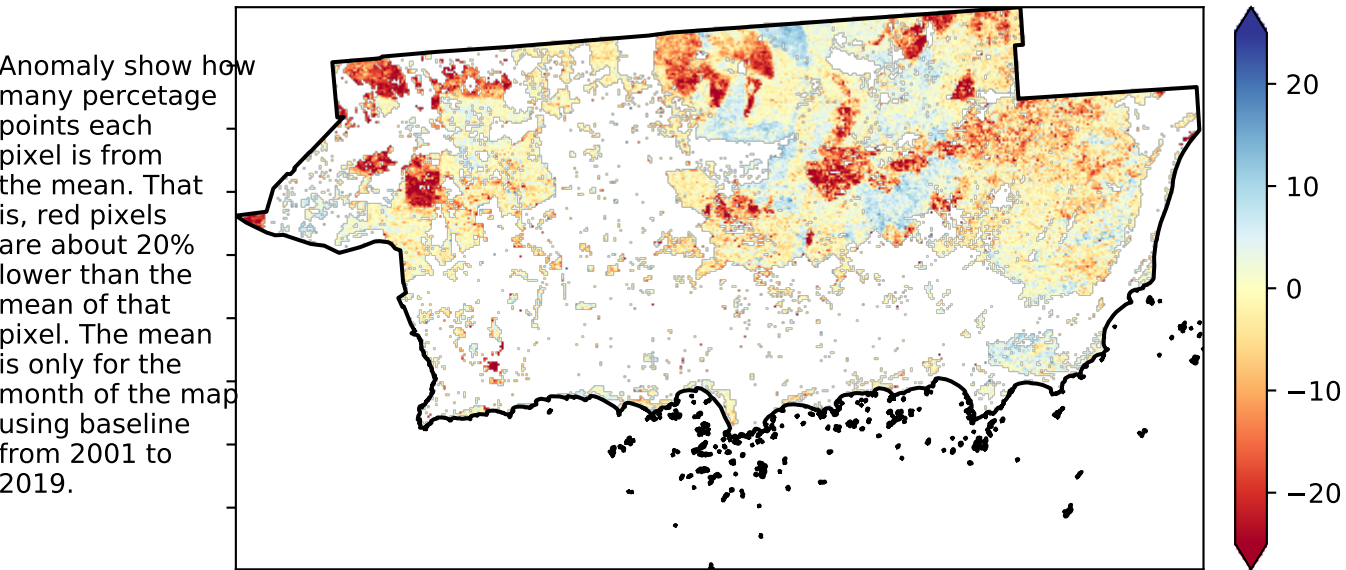 Anomaly show how
many percetage
points each
pixel is from
the mean. That
is, red pixels
are about 20%
lower than the
mean of that
pixel. The mean
is only for the
month of the map
using baseline
from 2001 to
2019.
20
10
0
−10
−20